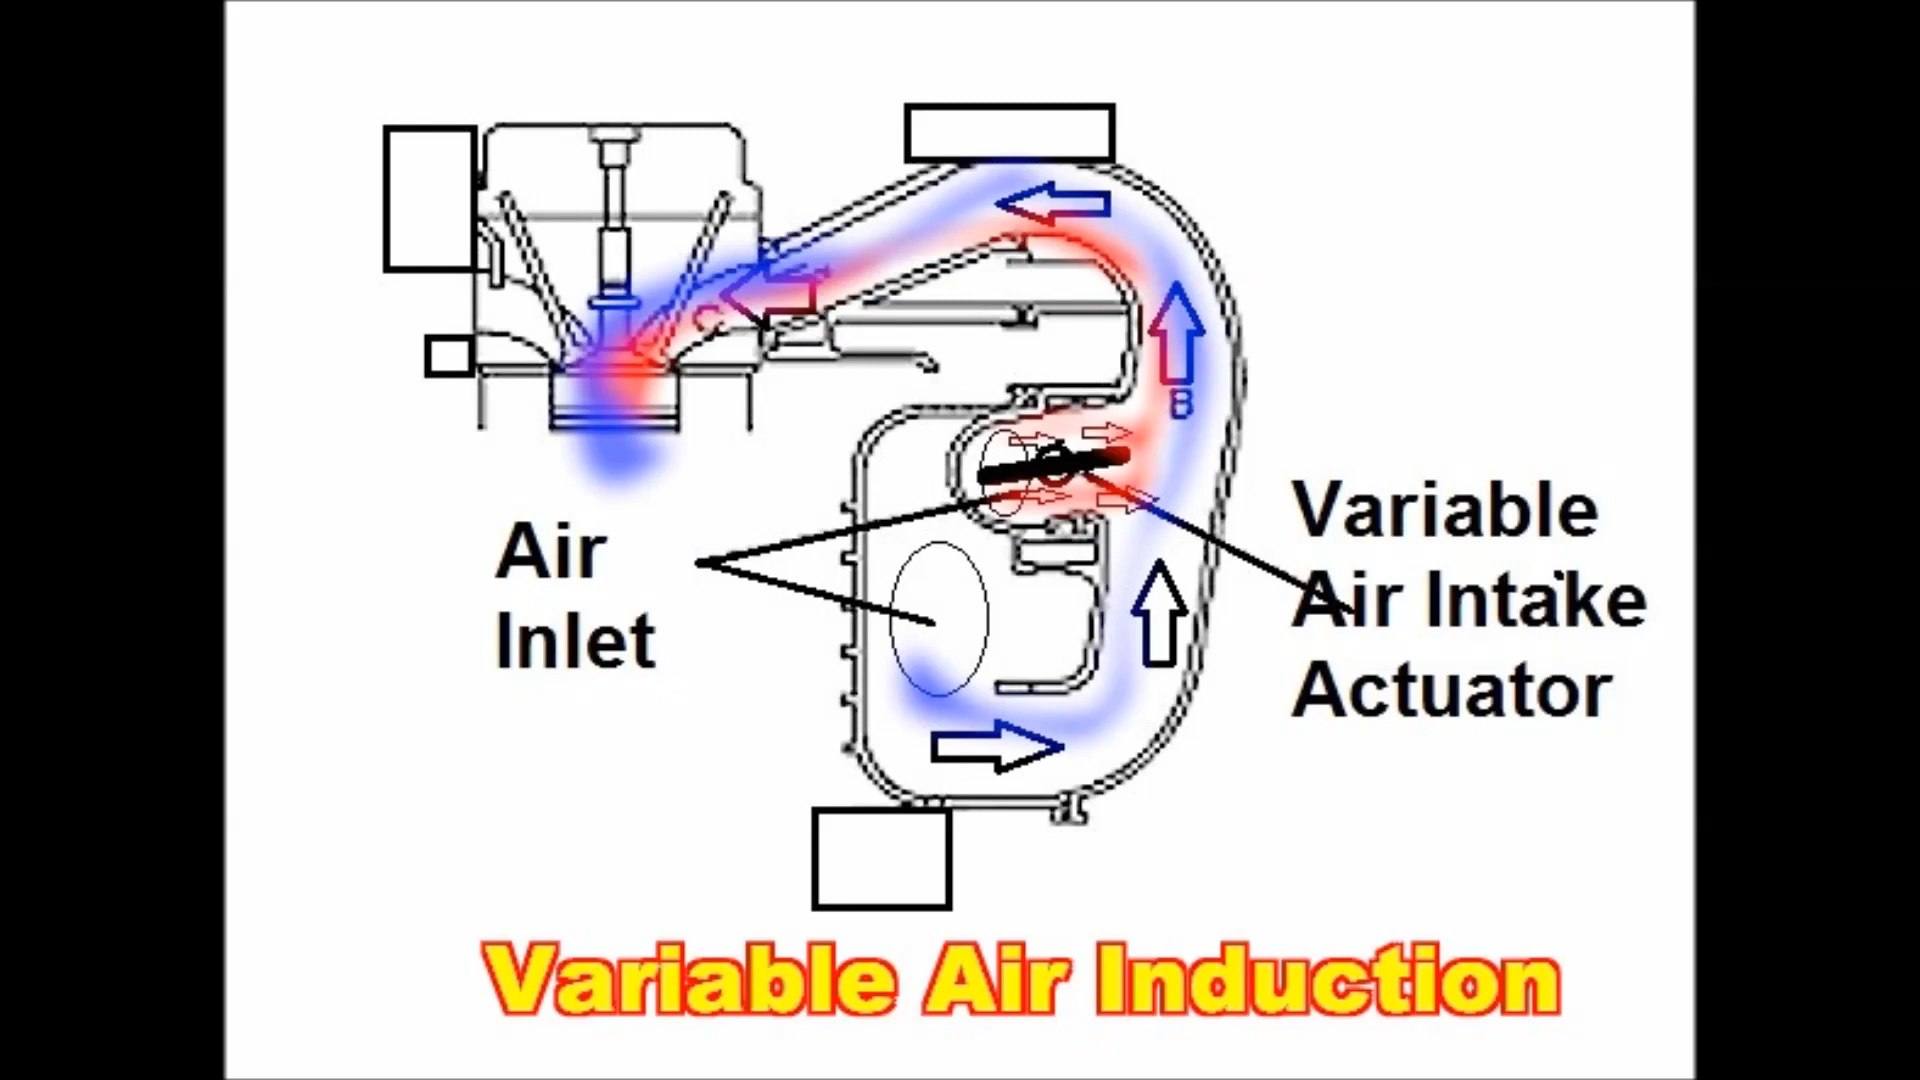 C
B
Air
Inlet
Variable
Air Intake
Actuator
Variable Air Induction